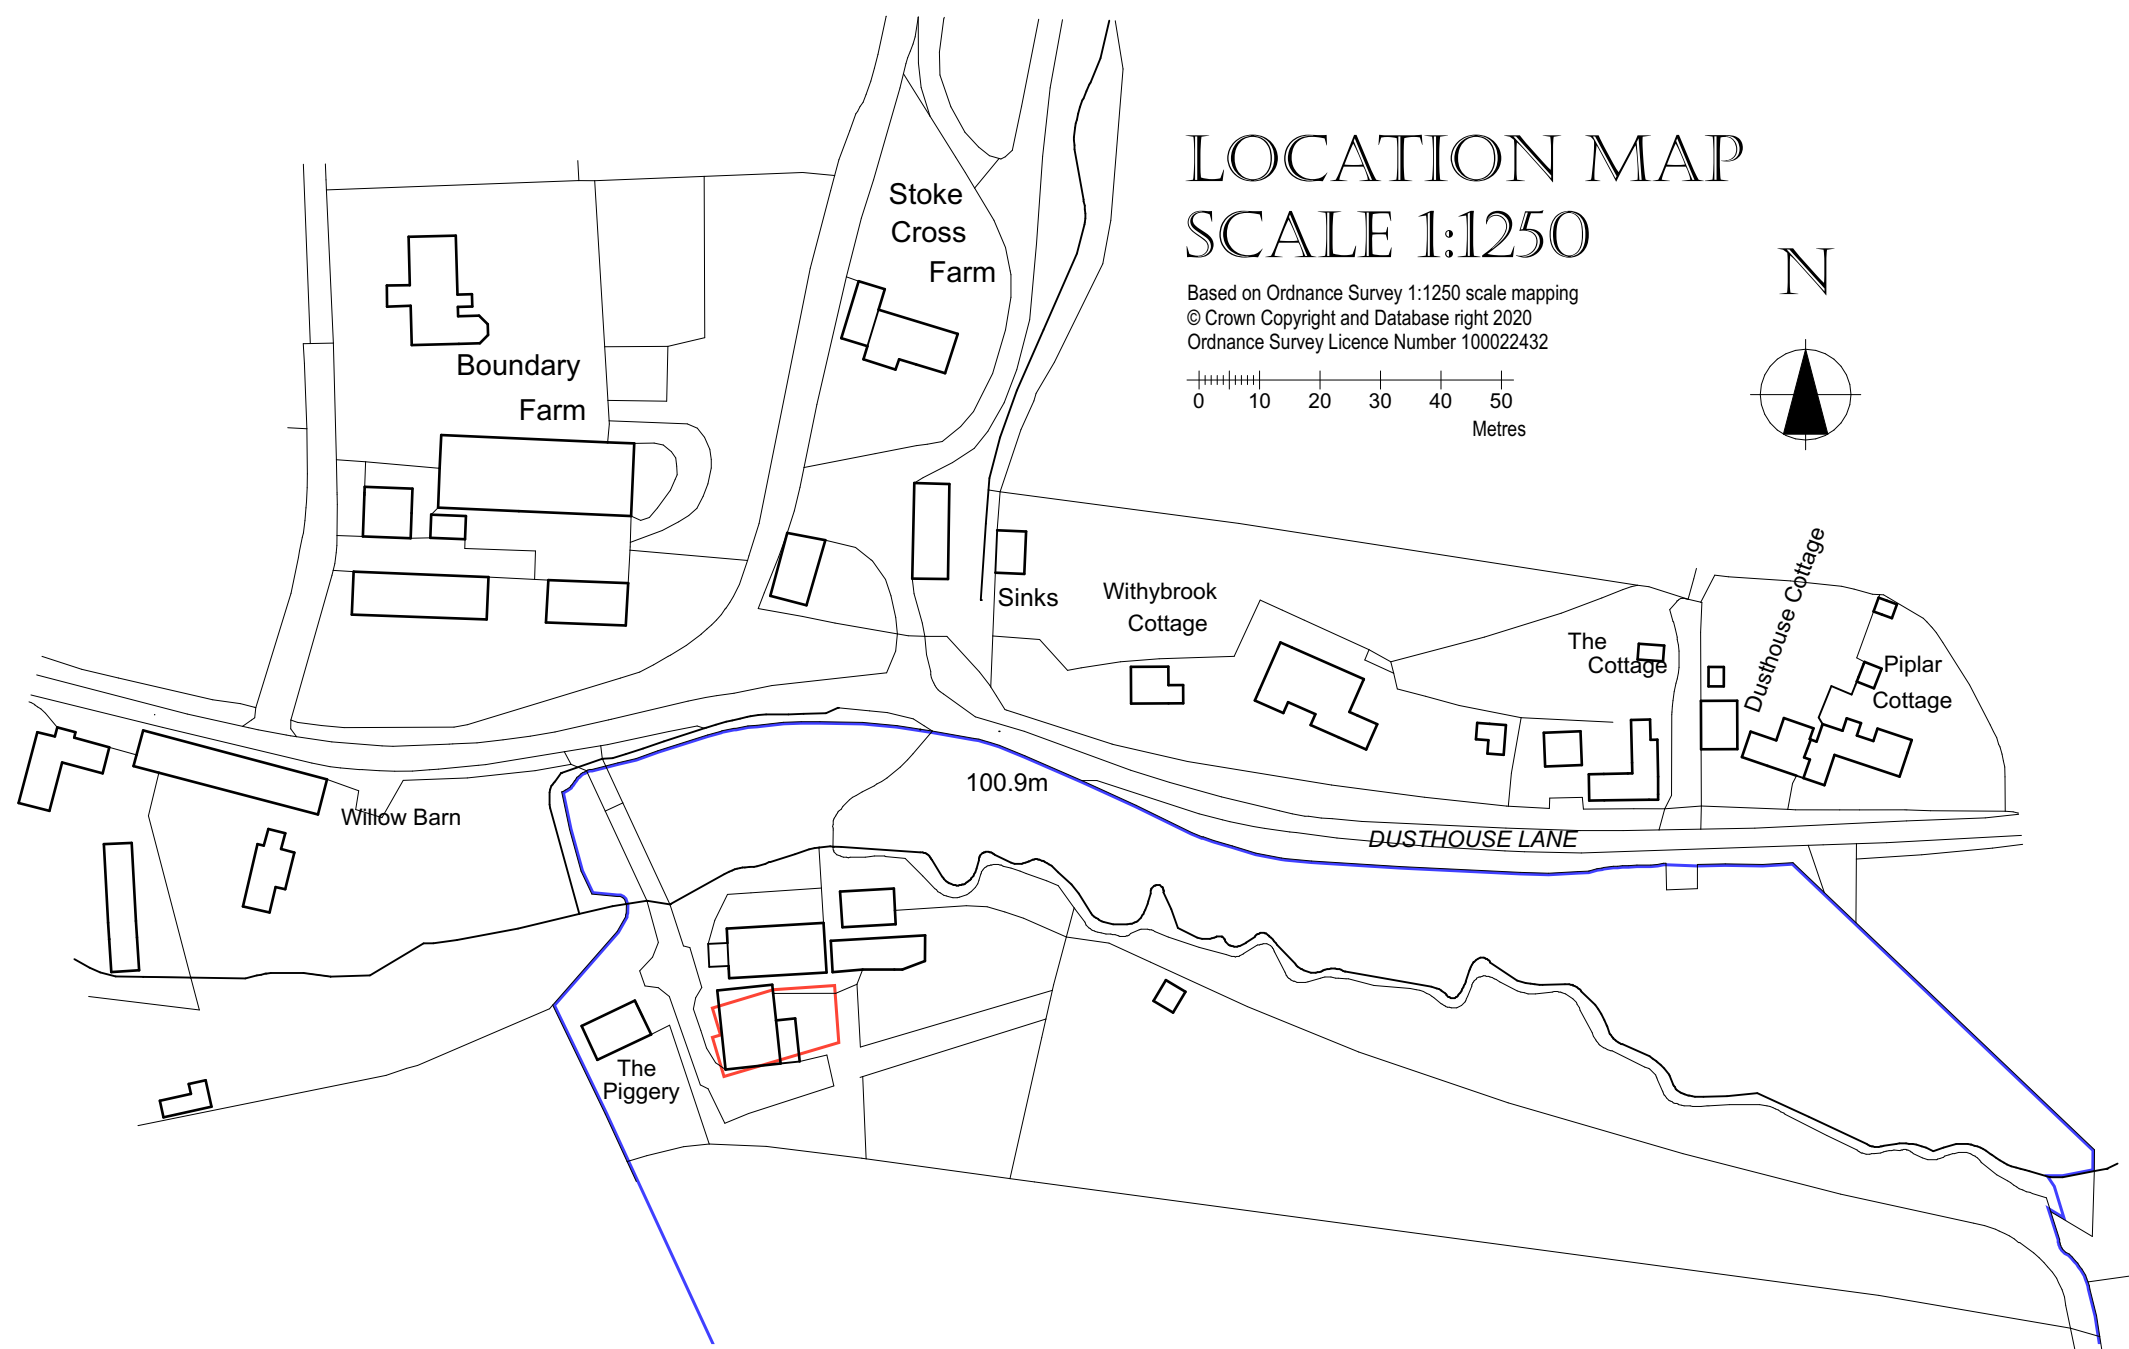 LOCATION MAP
SCALE 1:1250
N
Based on Ordnance Survey 1:1250 scale mapping
© Crown Copyright and Database right 2020
Ordnance Survey Licence Number 100022432
0 10 20 30 40 50
Metres
Stoke
Cross
Farm
Boundary
Farm
Sinks
Withybrook
Cottage
The
Cottage
Dusthouse Cottage
Piplar
Cottage
100.9m
Willow Barn
DUSTHOUSE LANE
The
Piggery